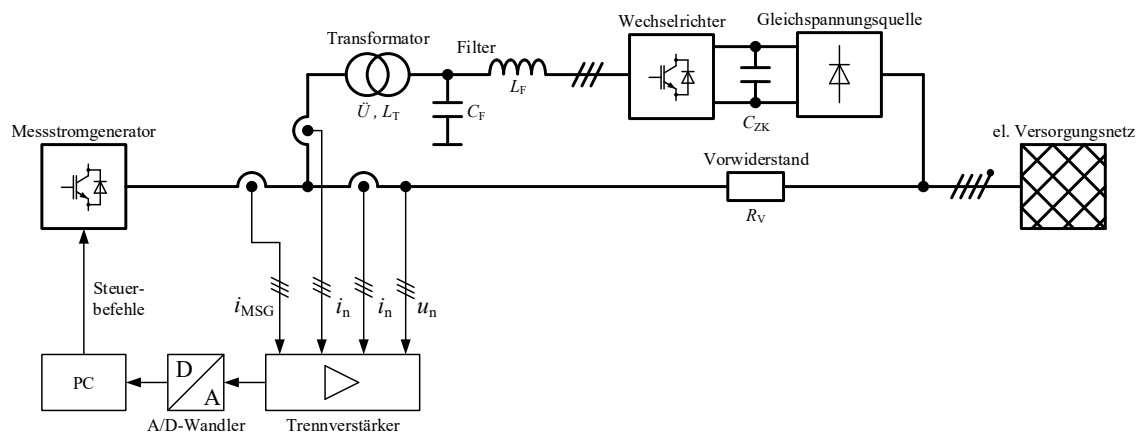 Wechselrichter
Gleichspannungsquelle
Transformator
Filter
Ü , L_T
C_F
L_F
C_ZK
Messstromgenerator
el. Versorgungsnetz
Vorwiderstand
R_V
Steuer-
befehle
i_MSG
i_n
i_n
u_n
PC
D
A
A/D-Wandler
Trennverstärker